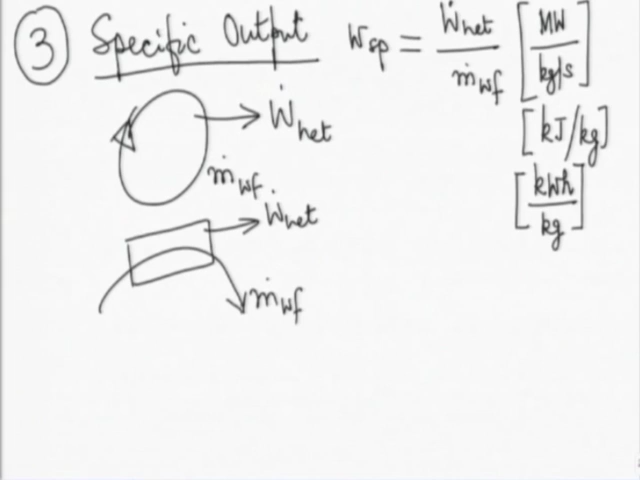 3 Specific Output Wsp = Ẇnet / ṁwf [MW / kg/s]
[kJ/kg]
[kWh / kg]
Ẇnet
ṁwf
Ẇnet
ṁwf